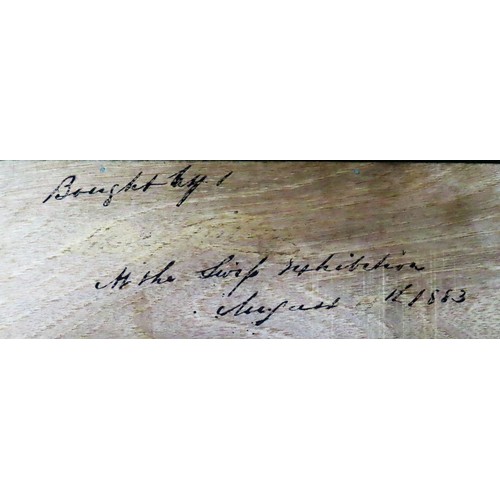 Bought by
At the Swiss Exhibition
August 1883